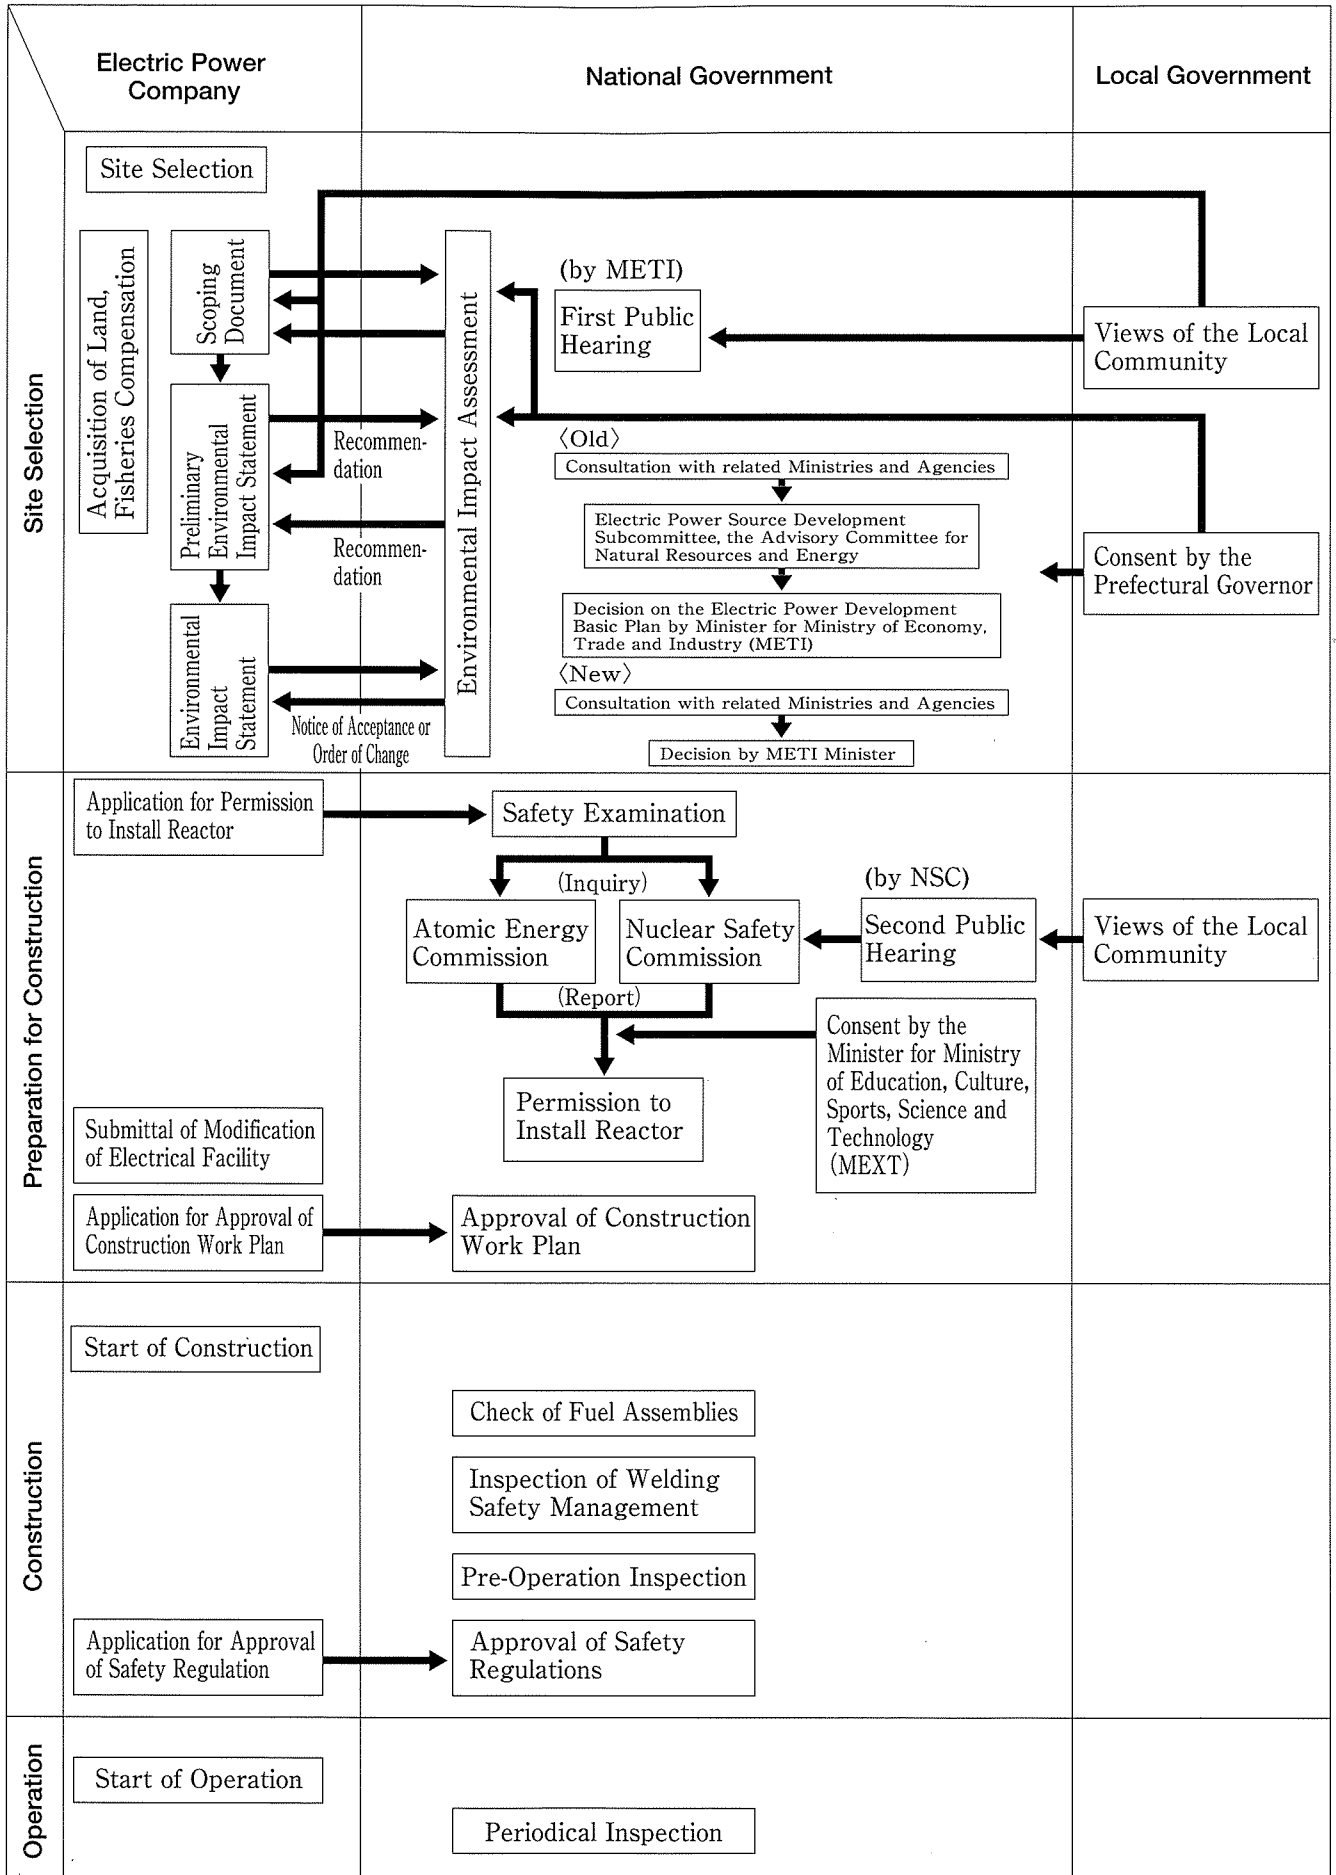 Electric Power
Company
National Government
Local Government
Site Selection
Site Selection
Acquisition of Land,
Fisheries Compensation
Scoping
Document
Preliminary
Environmental
Impact Statement
Environmental
Impact
Statement
Recommen-
dation
Recommen-
dation
Notice of Acceptance or
Order of Change
Environmental Impact Assessment
(by METI)
First Public
Hearing
〈Old〉
Consultation with related Ministries and Agencies
Electric Power Source Development
Subcommittee, the Advisory Committee for
Natural Resources and Energy
Decision on the Electric Power Development
Basic Plan by Minister for Ministry of Economy,
Trade and Industry (METI)
〈New〉
Consultation with related Ministries and Agencies
Decision by METI Minister
Views of the Local
Community
Consent by the
Prefectural Governor
Preparation for Construction
Application for Permission
to Install Reactor
Safety Examination
(Inquiry)
Atomic Energy
Commission
Nuclear Safety
Commission
(by NSC)
Second Public
Hearing
Views of the Local
Community
(Report)
Consent by the
Minister for Ministry
of Education, Culture,
Sports, Science and
Technology
(MEXT)
Permission to
Install Reactor
Submittal of Modification
of Electrical Facility
Application for Approval of
Construction Work Plan
Approval of Construction
Work Plan
Construction
Start of Construction
Check of Fuel Assemblies
Inspection of Welding
Safety Management
Pre-Operation Inspection
Application for Approval
of Safety Regulation
Approval of Safety
Regulations
Operation
Start of Operation
Periodical Inspection